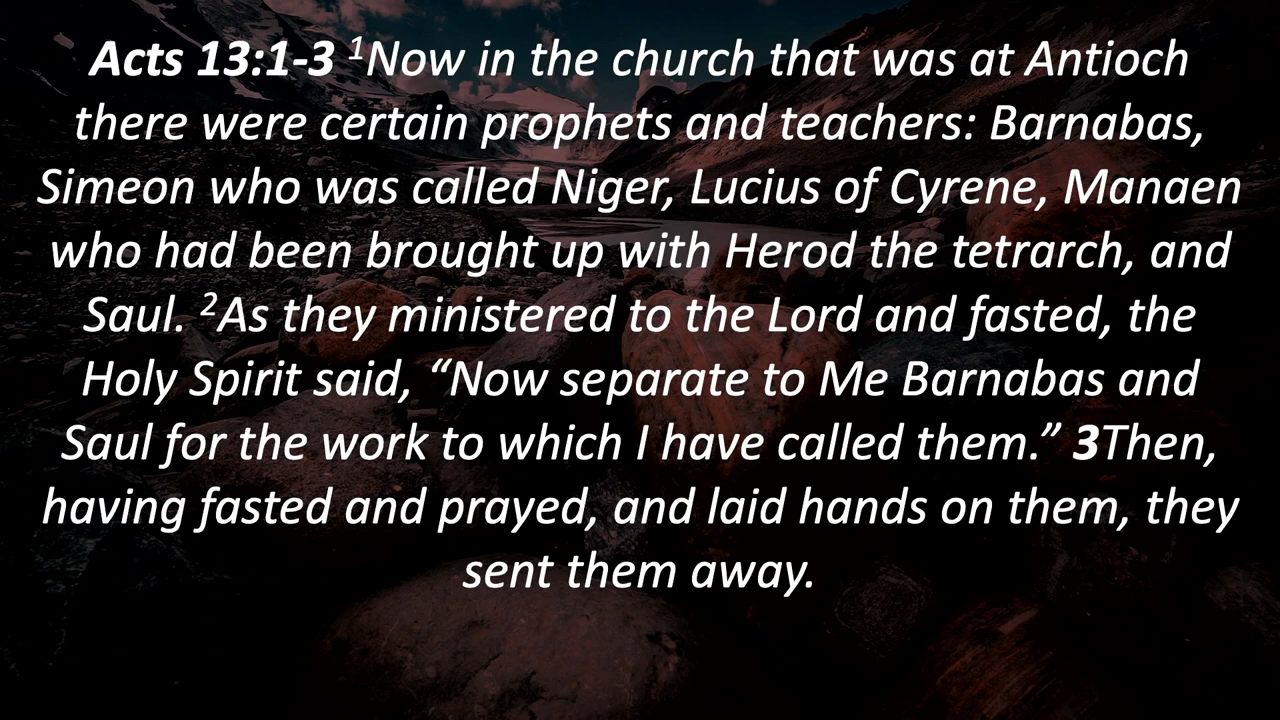 Acts 13:1-3 ¹Now in the church that was at Antioch
there were certain prophets and teachers: Barnabas,
Simeon who was called Niger, Lucius of Cyrene, Manaen
who had been brought up with Herod the tetrarch, and
Saul. ²As they ministered to the Lord and fasted, the
Holy Spirit said, “Now separate to Me Barnabas and
Saul for the work to which I have called them.” 3Then,
having fasted and prayed, and laid hands on them, they
sent them away.